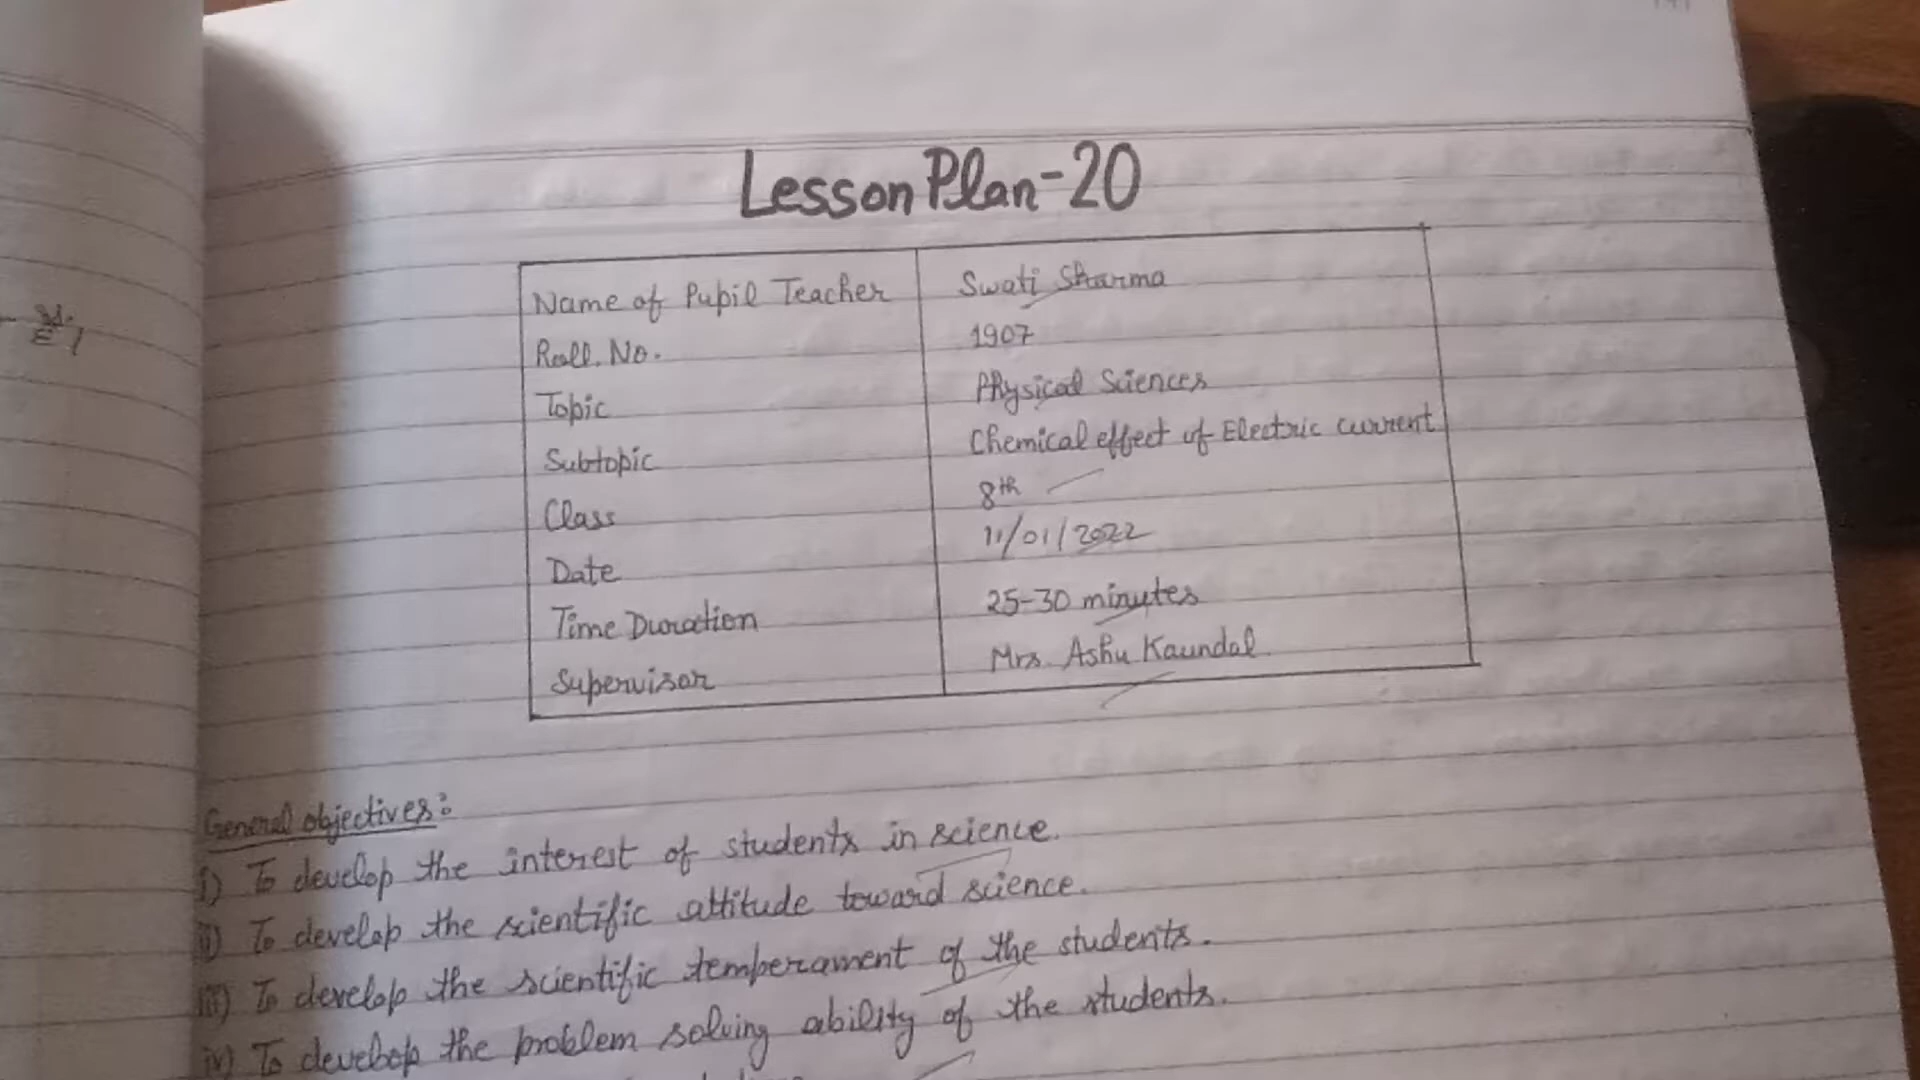 Lesson Plan-20
Name of Pupil Teacher Swati Sharma
Roll. No. 1907
Topic Physical Sciences
Subtopic Chemical effect of Electric current
Class 8th
Date 11/01/2022
Time Duration 25-30 minutes
Supervisor Mrs. Ashu Kaundal
General objectives:
i) To develop the interest of students in science.
ii) To develop the scientific attitude toward science.
iii) To develop the scientific temperament of the students.
iv) To develop the problem solving ability of the students.